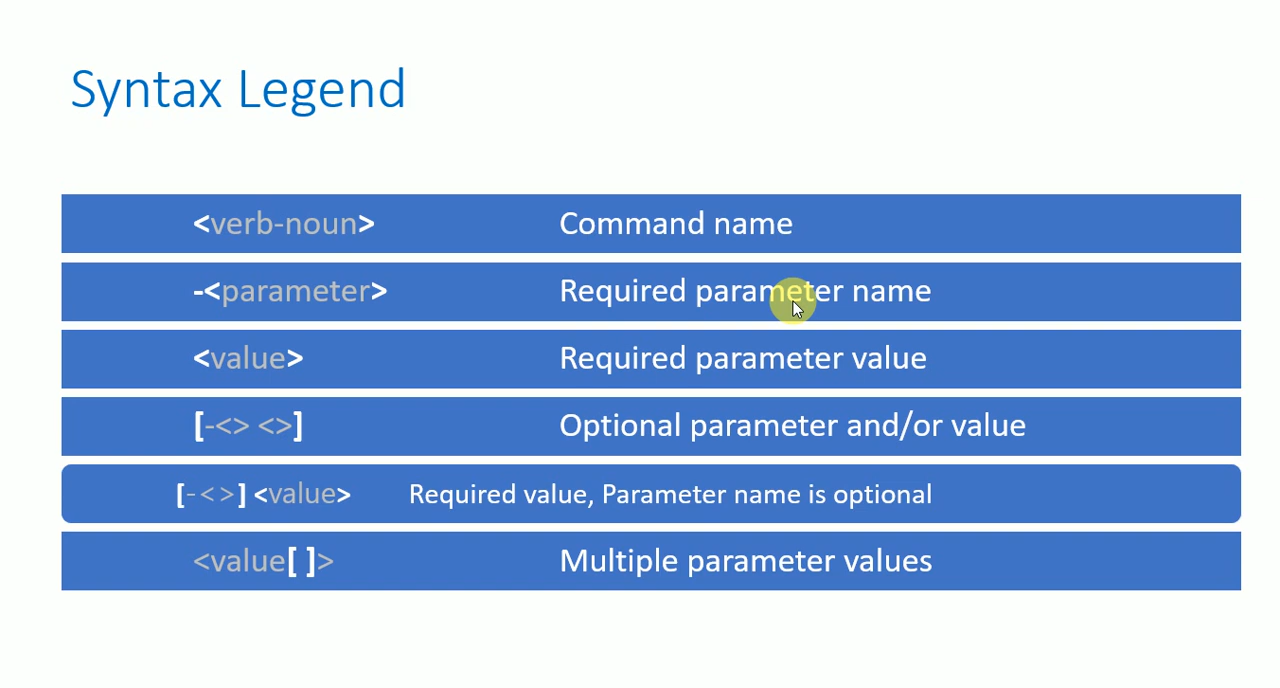 Syntax Legend
<verb-noun> Command name
-<parameter> Required parameter name
<value> Required parameter value
[-<> <>] Optional parameter and/or value
[-<>] <value> Required value, Parameter name is optional
<value[ ]> Multiple parameter values